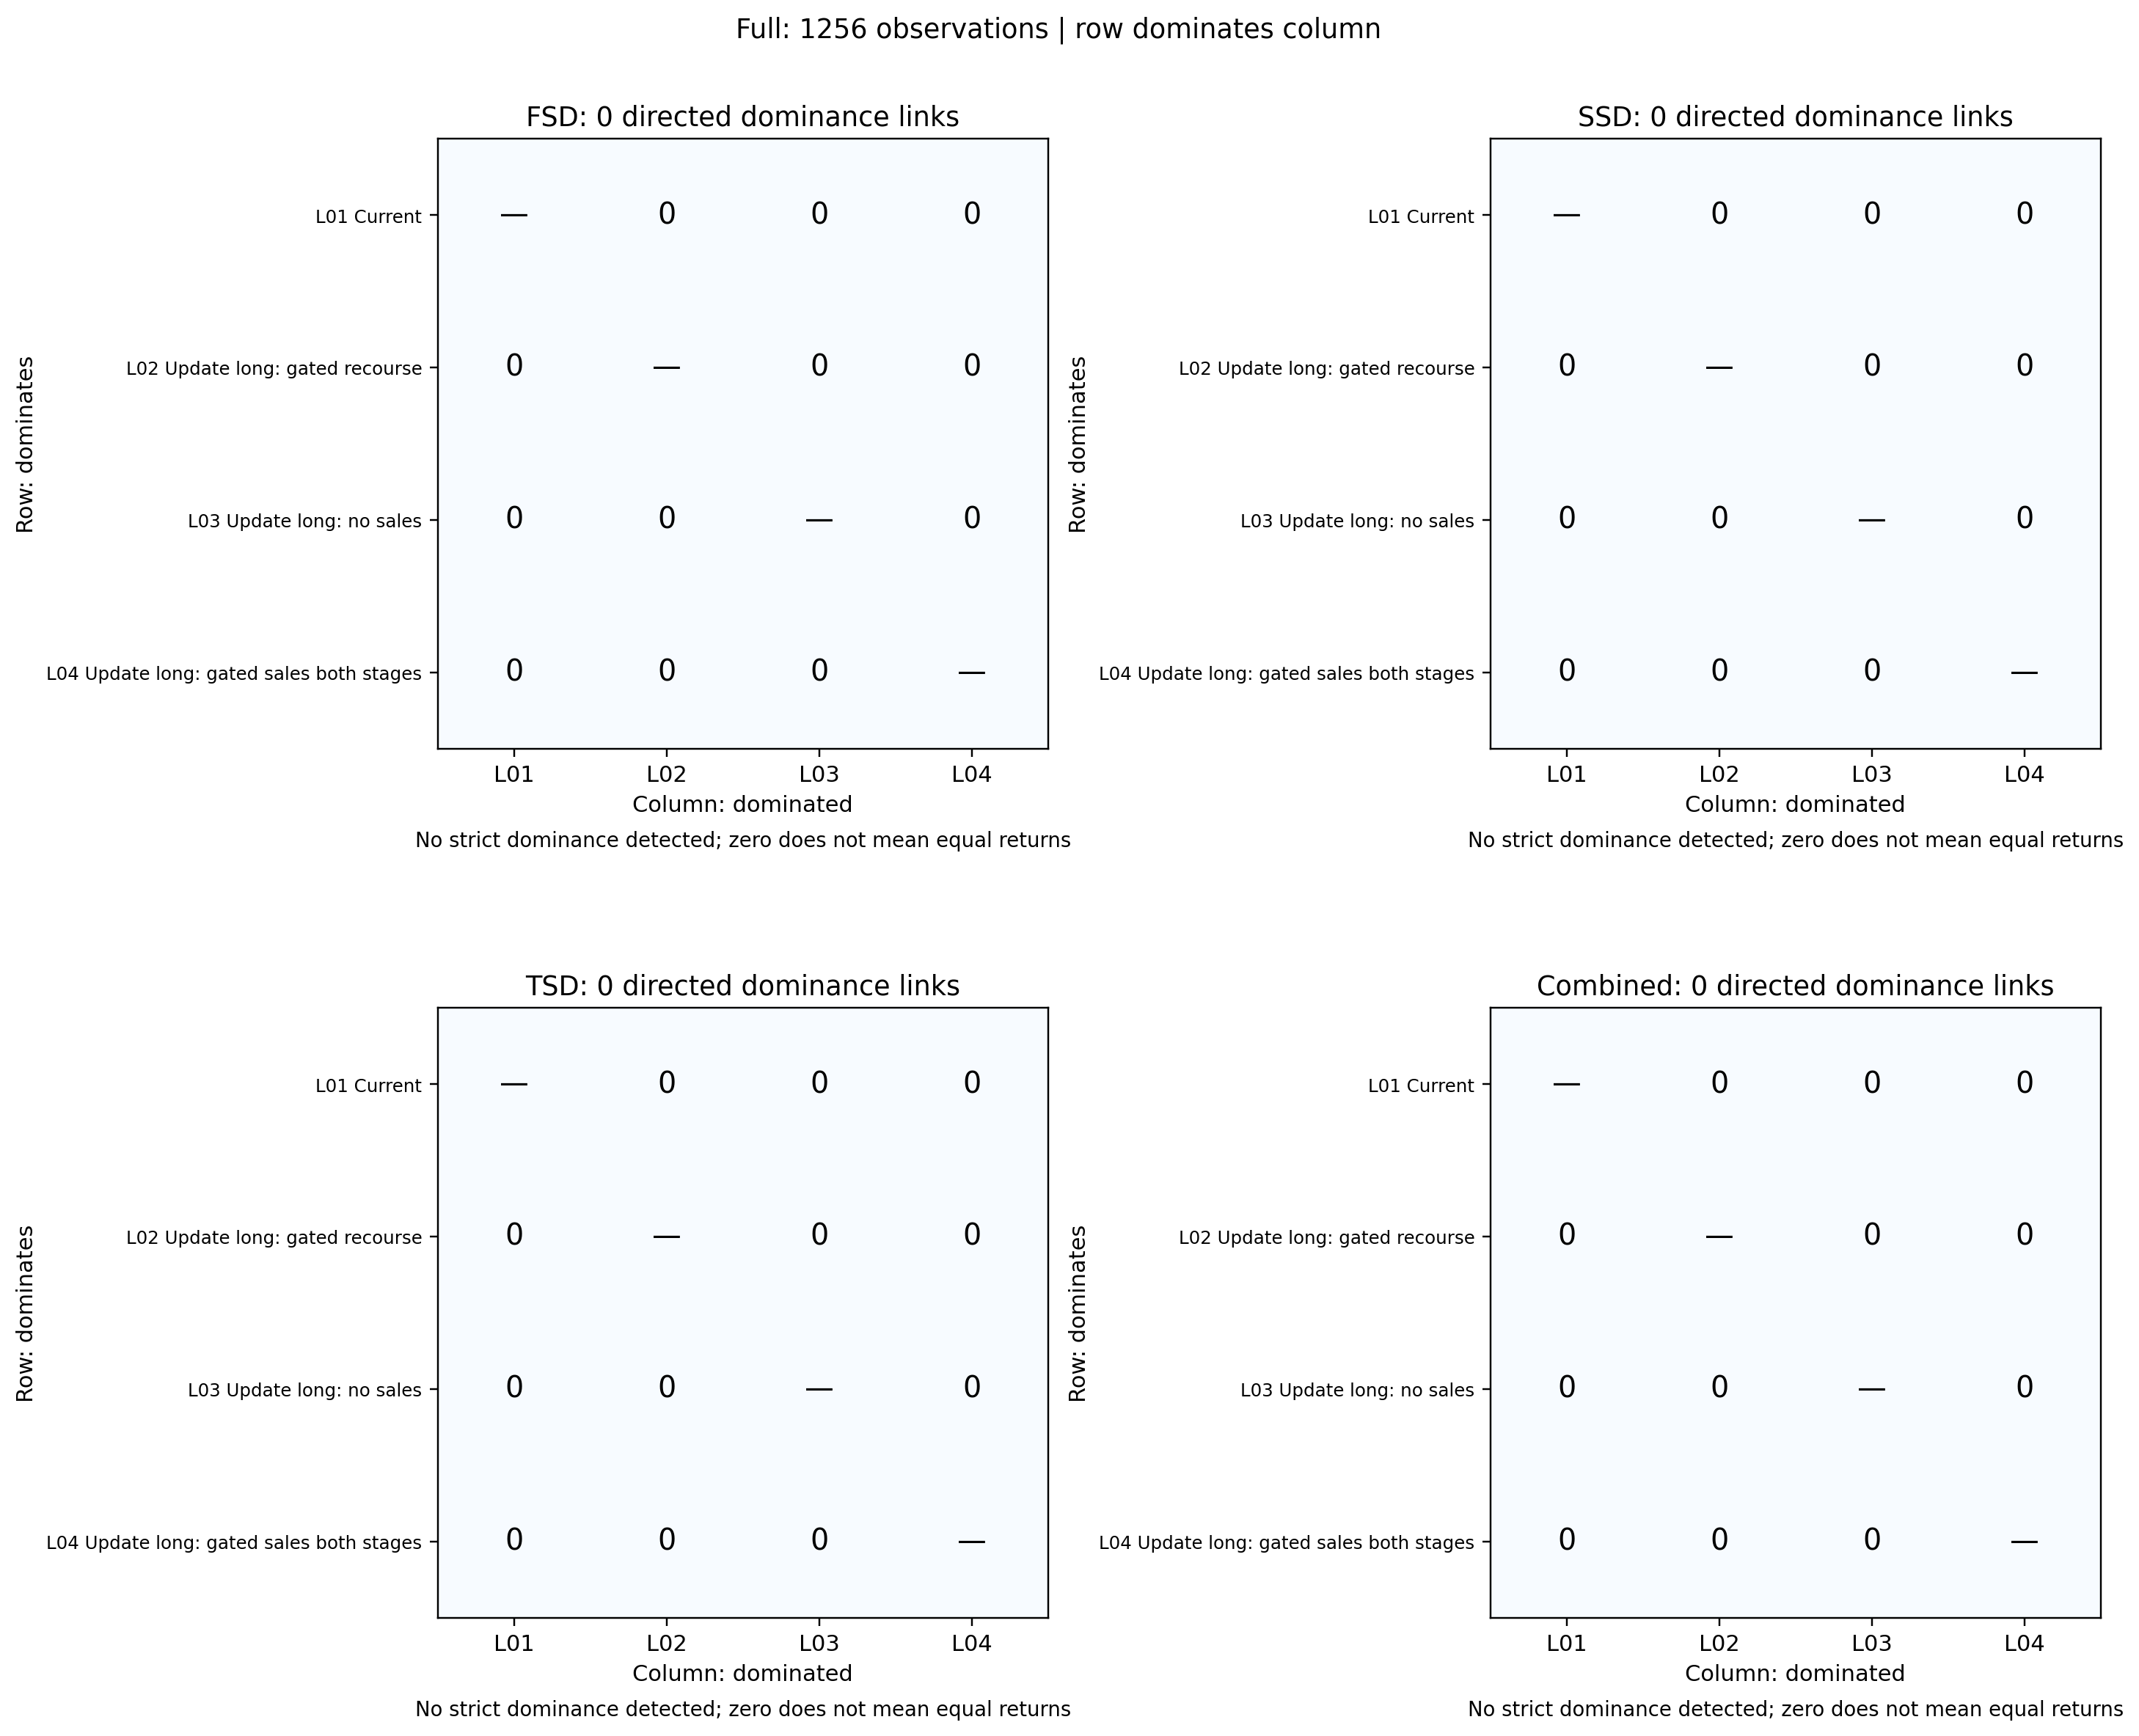 Full: 1256 observations | row dominates column
FSD: 0 directed dominance links
Row: dominates
L01 Current — 0 0 0
L02 Update long: gated recourse 0 — 0 0
L03 Update long: no sales 0 0 — 0
L04 Update long: gated sales both stages 0 0 0 —
L01 L02 L03 L04
Column: dominated
No strict dominance detected; zero does not mean equal returns
SSD: 0 directed dominance links
Row: dominates
L01 Current — 0 0 0
L02 Update long: gated recourse 0 — 0 0
L03 Update long: no sales 0 0 — 0
L04 Update long: gated sales both stages 0 0 0 —
L01 L02 L03 L04
Column: dominated
No strict dominance detected; zero does not mean equal returns
TSD: 0 directed dominance links
Row: dominates
L01 Current — 0 0 0
L02 Update long: gated recourse 0 — 0 0
L03 Update long: no sales 0 0 — 0
L04 Update long: gated sales both stages 0 0 0 —
L01 L02 L03 L04
Column: dominated
No strict dominance detected; zero does not mean equal returns
Combined: 0 directed dominance links
Row: dominates
L01 Current — 0 0 0
L02 Update long: gated recourse 0 — 0 0
L03 Update long: no sales 0 0 — 0
L04 Update long: gated sales both stages 0 0 0 —
L01 L02 L03 L04
Column: dominated
No strict dominance detected; zero does not mean equal returns